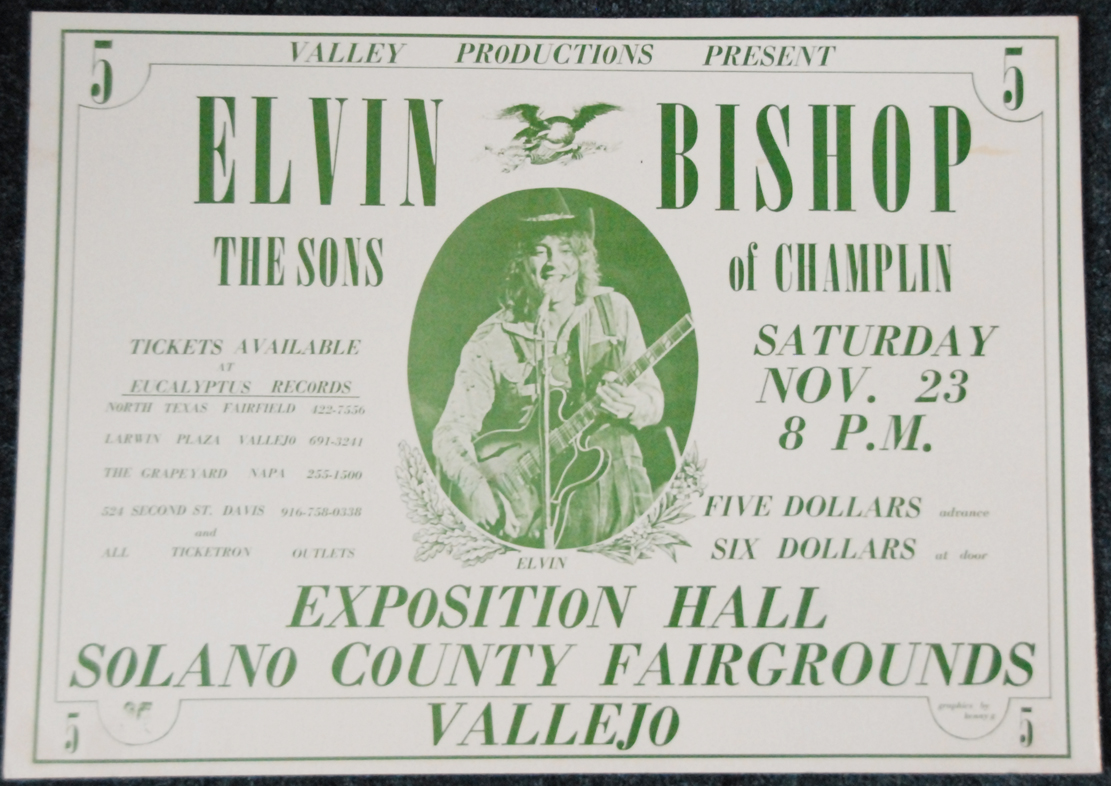 5 VALLEY PRODUCTIONS PRESENT 5
ELVIN BISHOP
THE SONS of CHAMPLIN
TICKETS AVAILABLE
AT
EUCALYPTUS RECORDS
NORTH TEXAS FAIRFIELD 422-7556
LARWIN PLAZA VALLEJO 691-3241
THE GRAPEYARD NAPA 255-1500
524 SECOND ST. DAVIS 916-758-0338
and
ALL TICKETRON OUTLETS
SATURDAY
NOV. 23
8 P.M.
FIVE DOLLARS advance
SIX DOLLARS at door
ELVIN
EXPOSITION HALL
SOLANO COUNTY FAIRGROUNDS
VALLEJO
5
graphics by
5